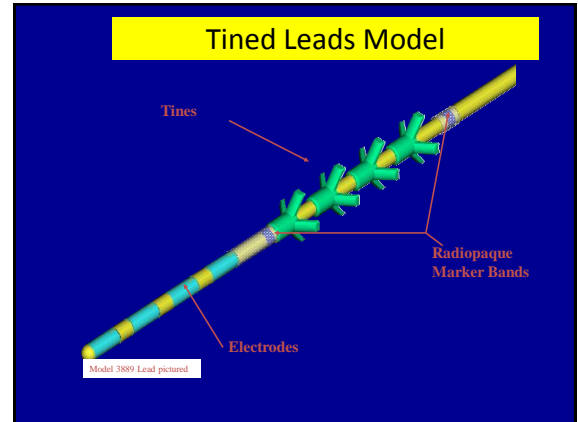 Tined Leads Model
Tines
Radiopaque
Marker Bands
Electrodes
Model 3889 Lead pictured